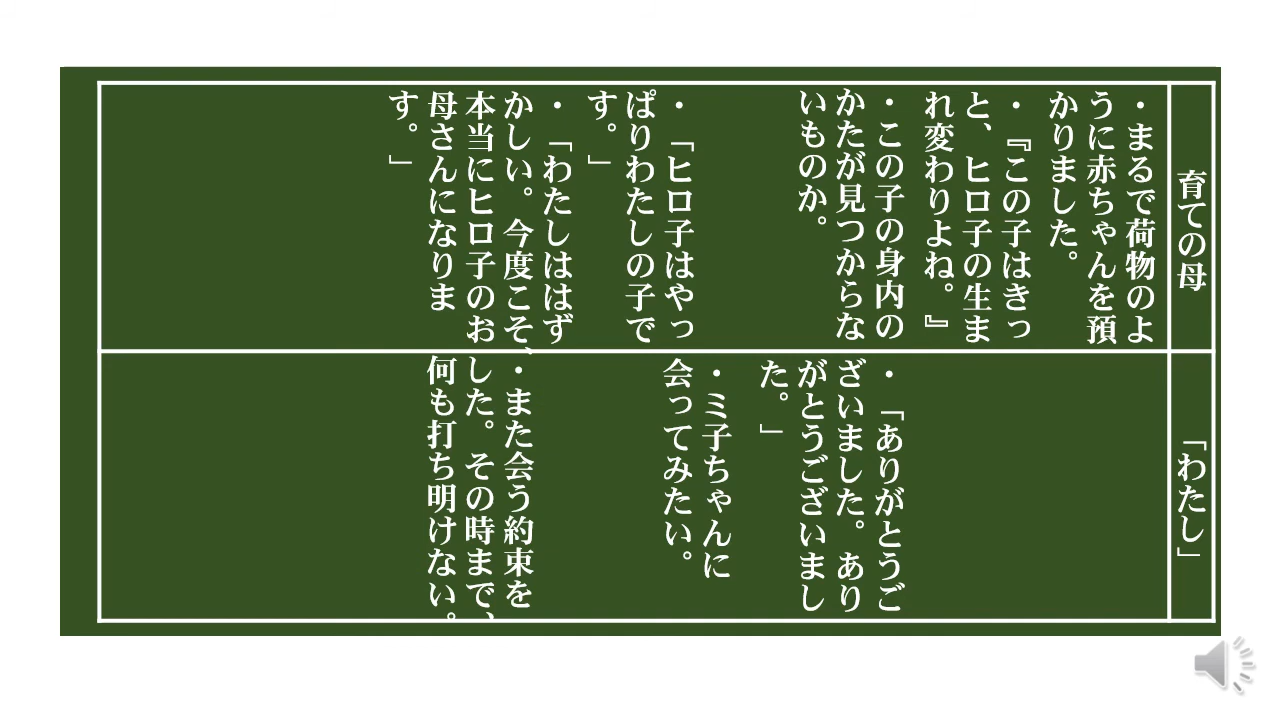 育ての母
・まるで荷物のよ
うに赤ちゃんを預
かりました。
・『この子はきっ
と、ヒロ子の生ま
れ変わりよね。』
・この子の身内の
かたが見つからな
いものか。
・「ヒロ子はやっ
ぱりわたしの子で
す。」
・「わたしははず
かしい。今度こそ、
本当にヒロ子のお
母さんになりま
す。」
「わたし」
・「ありがとうご
ざいました。あり
がとうございまし
た。」
・ミ子ちゃんに
会ってみたい。
・また会う約束を
した。その時まで、
何も打ち明けない。